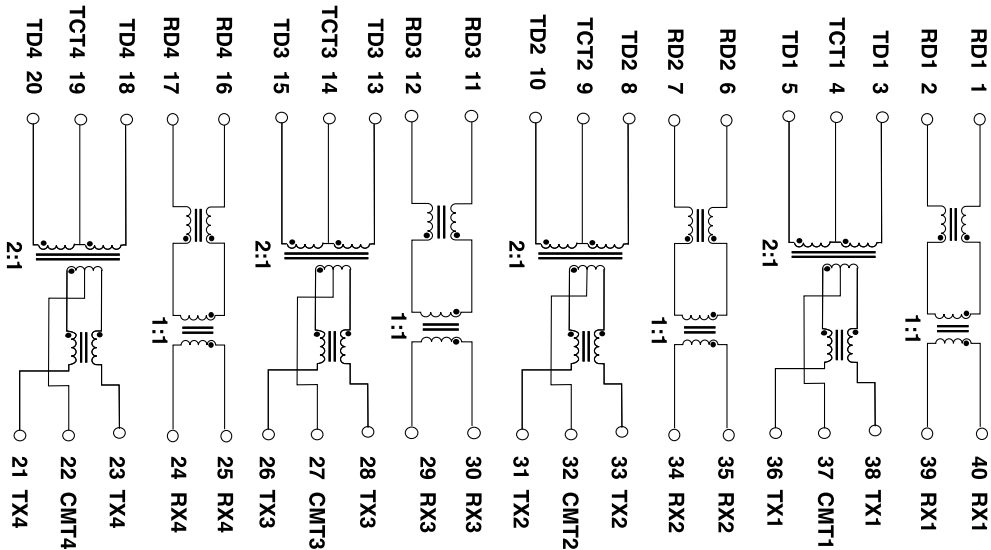 RD1 1
RD1 2
TD1 3
TCT1 4
TD1 5
RD2 6
RD2 7
TD2 8
TCT2 9
TD2 10
RD3 11
RD3 12
TD3 13
TCT3 14
TD3 15
RD4 16
RD4 17
TD4 18
TCT4 19
TD4 20
1:1
2:1
1:1
2:1
1:1
2:1
1:1
2:1
40 RX1
39 RX1
38 TX1
37 CMT1
36 TX1
35 RX2
34 RX2
33 TX2
32 CMT2
31 TX2
30 RX3
29 RX3
28 TX3
27 CMT3
26 TX3
25 RX4
24 RX4
23 TX4
22 CMT4
21 TX4